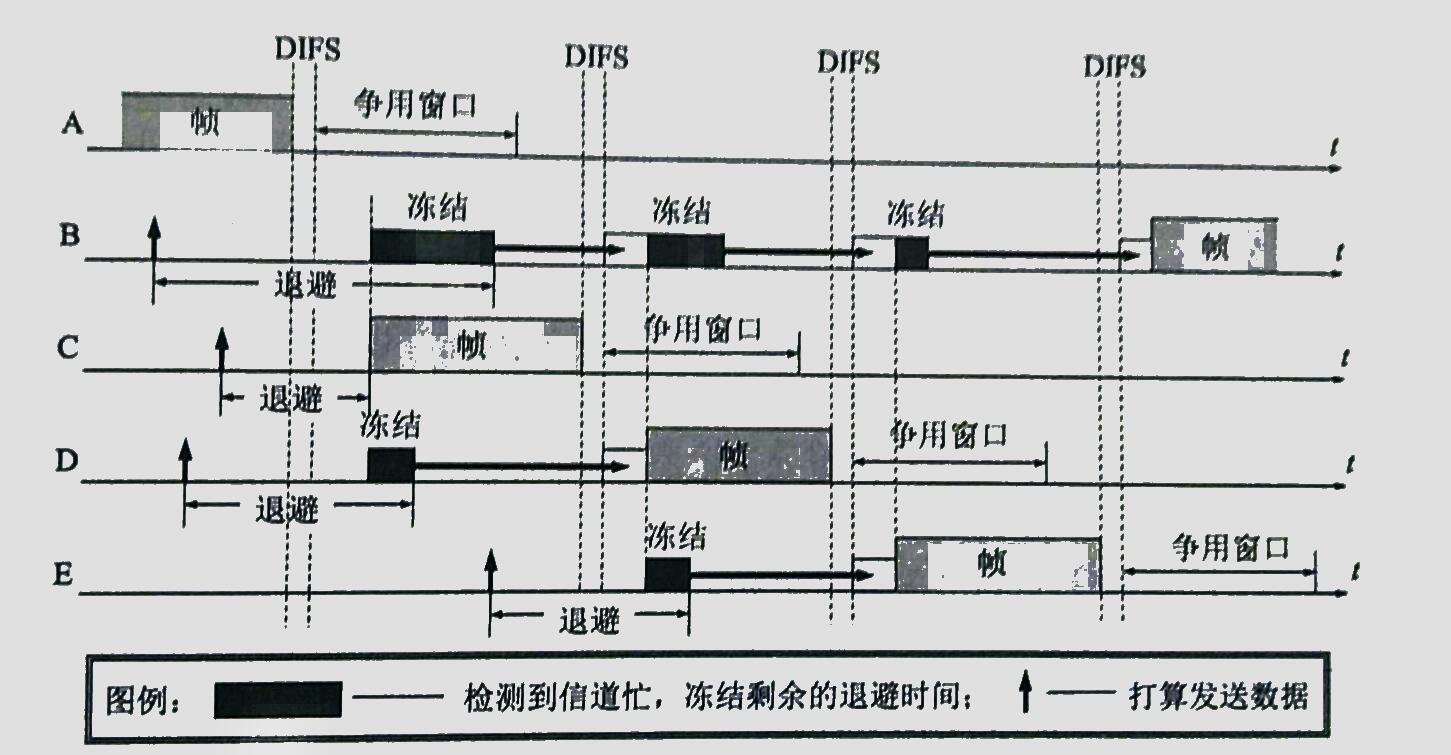 DIFS DIFS DIFS DIFS
A 帧 争用窗口 t
B 冻结 冻结 冻结 帧 t
退避
C 帧 争用窗口 t
退避
D 冻结 帧 争用窗口 t
退避
E 冻结 帧 争用窗口 t
退避
图例： 检测到信道忙，冻结剩余的退避时间； 打算发送数据